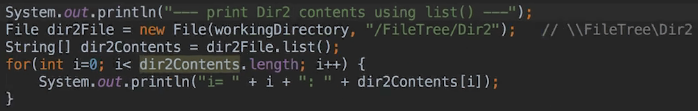 System.out.println("--- print Dir2 contents using list() ---");
File dir2File = new File(workingDirectory, "/FileTree/Dir2");   // \\FileTree\Dir2
String[] dir2Contents = dir2File.list();
for(int i=0; i< dir2Contents.length; i++) {
    System.out.println("i= " + i + ": " + dir2Contents[i]);
}